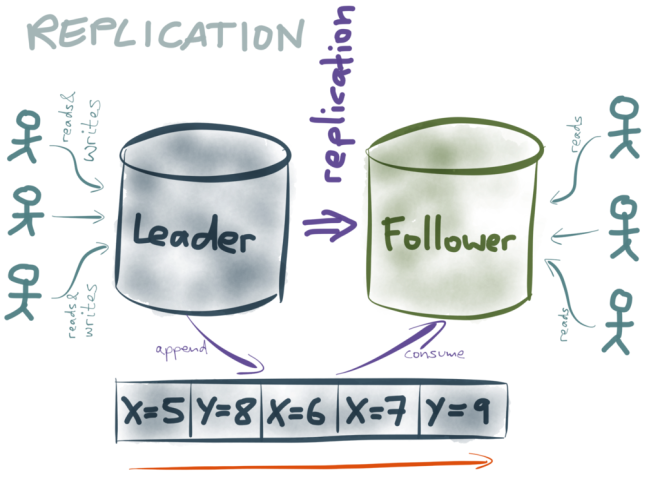 REPLICATION
replication
reads&
writes
reads&
writes
Leader
Follower
reads
reads
append
consume
X=5 Y=8 X=6 X=7 Y=9